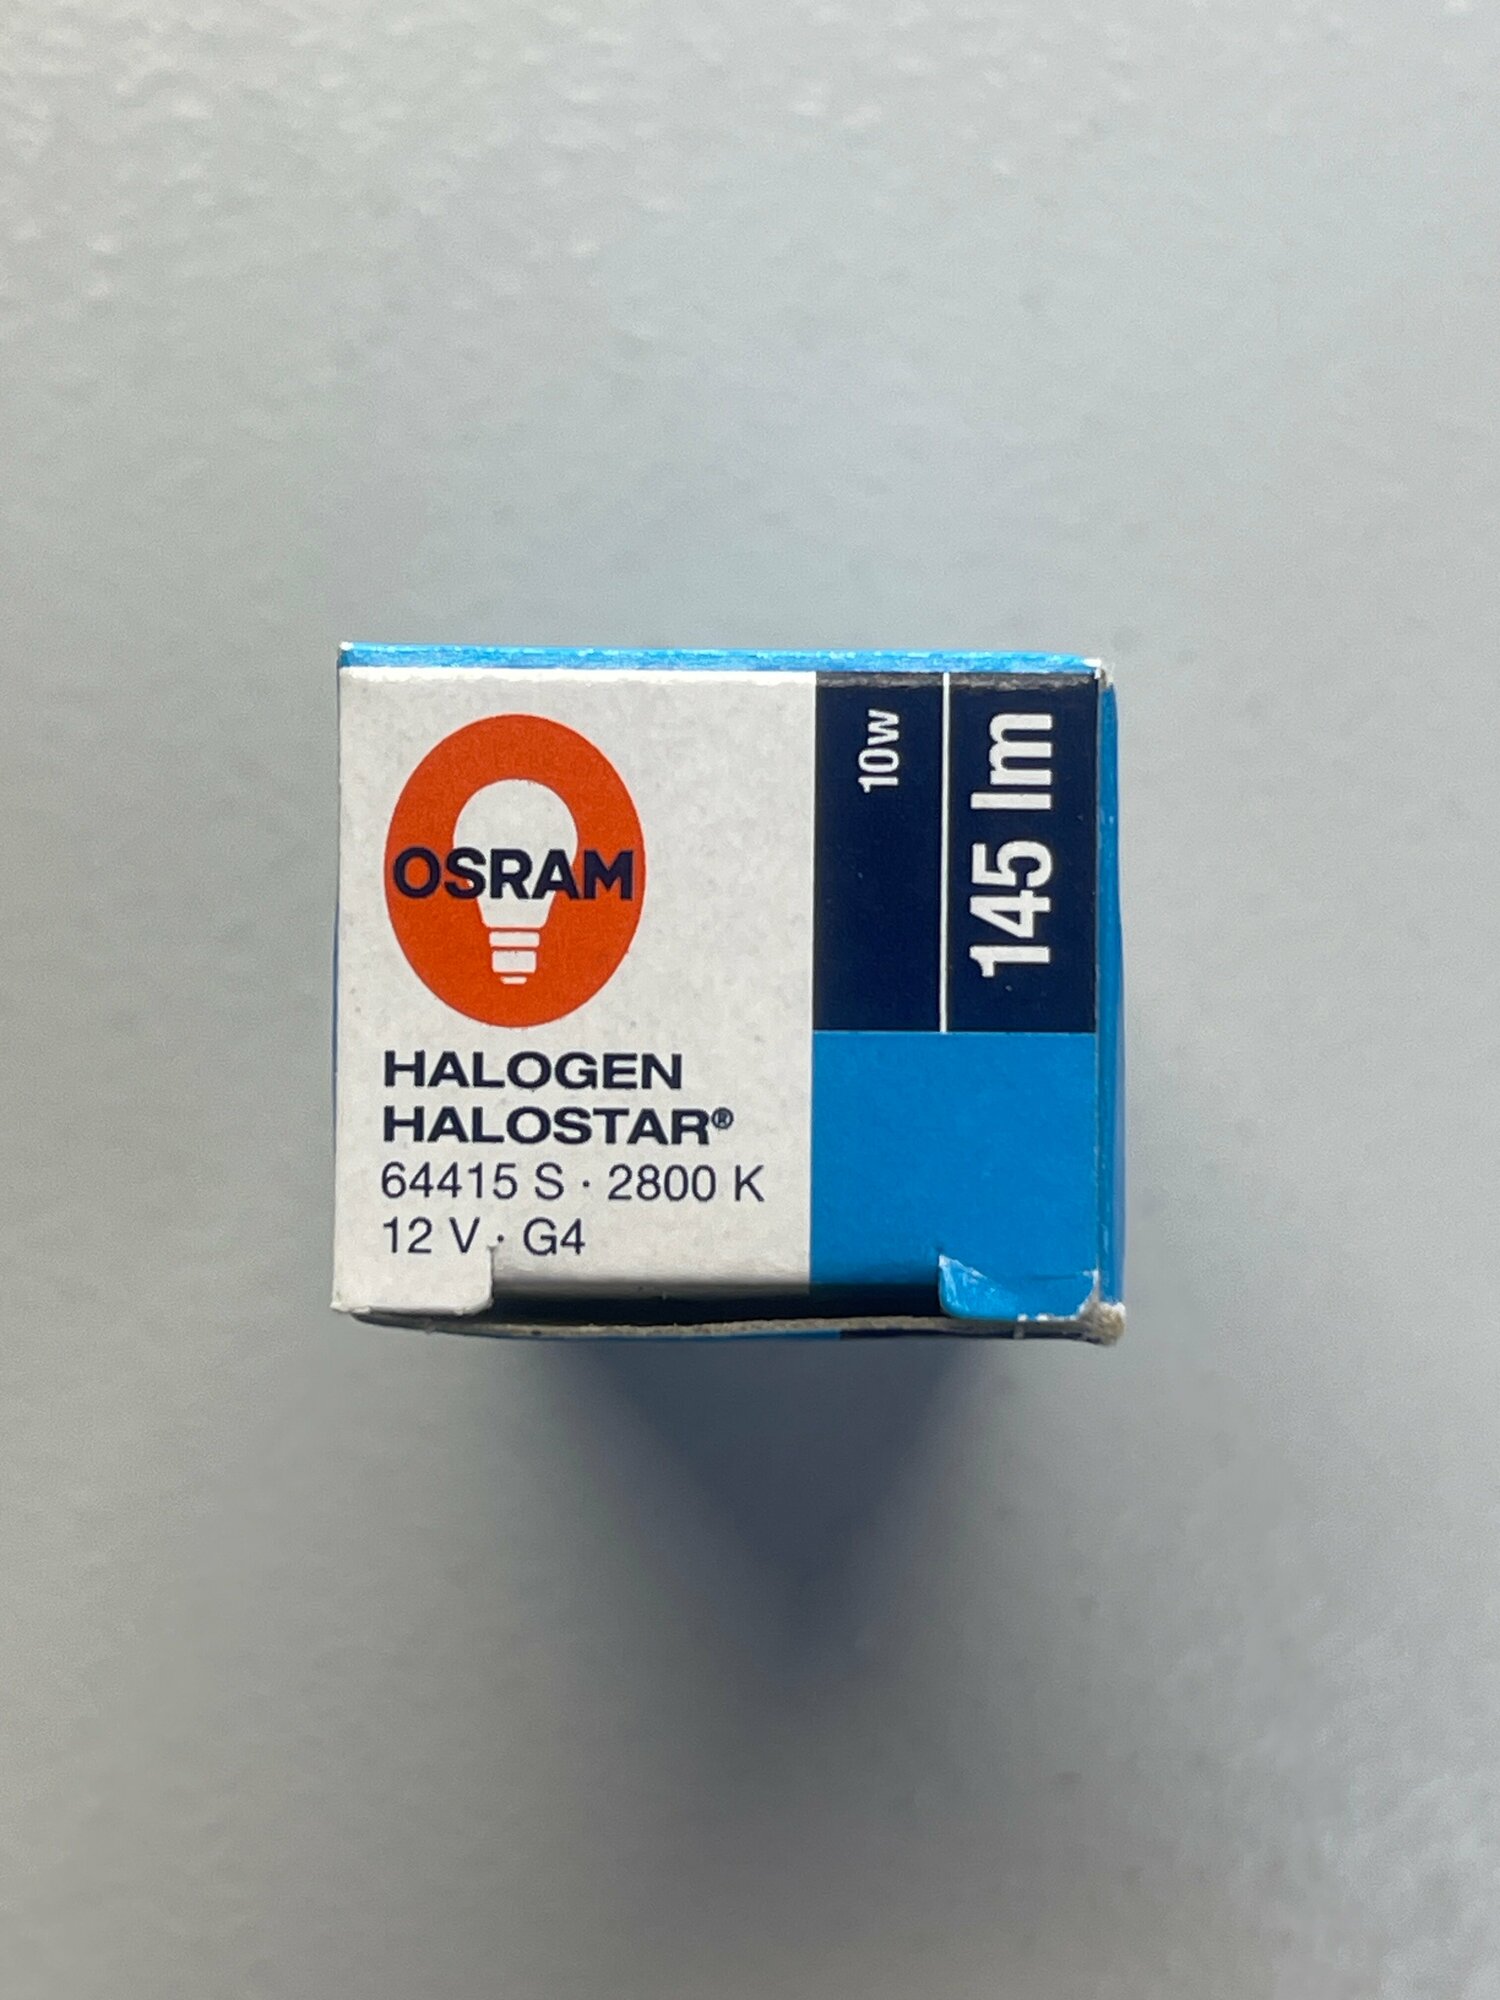 OSRAM
HALOGEN
HALOSTAR®
64415 S · 2800 K
12 V · G4
10w
145 lm